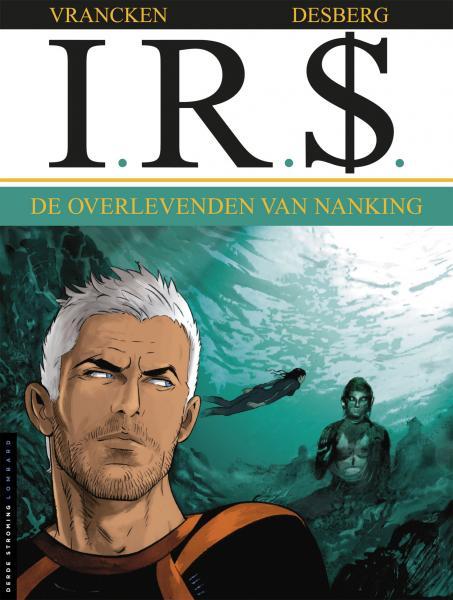 VRANCKEN DESBERG
I.R.$.
DE OVERLEVENDEN VAN NANKING
DERDE STROMING LOMBARD